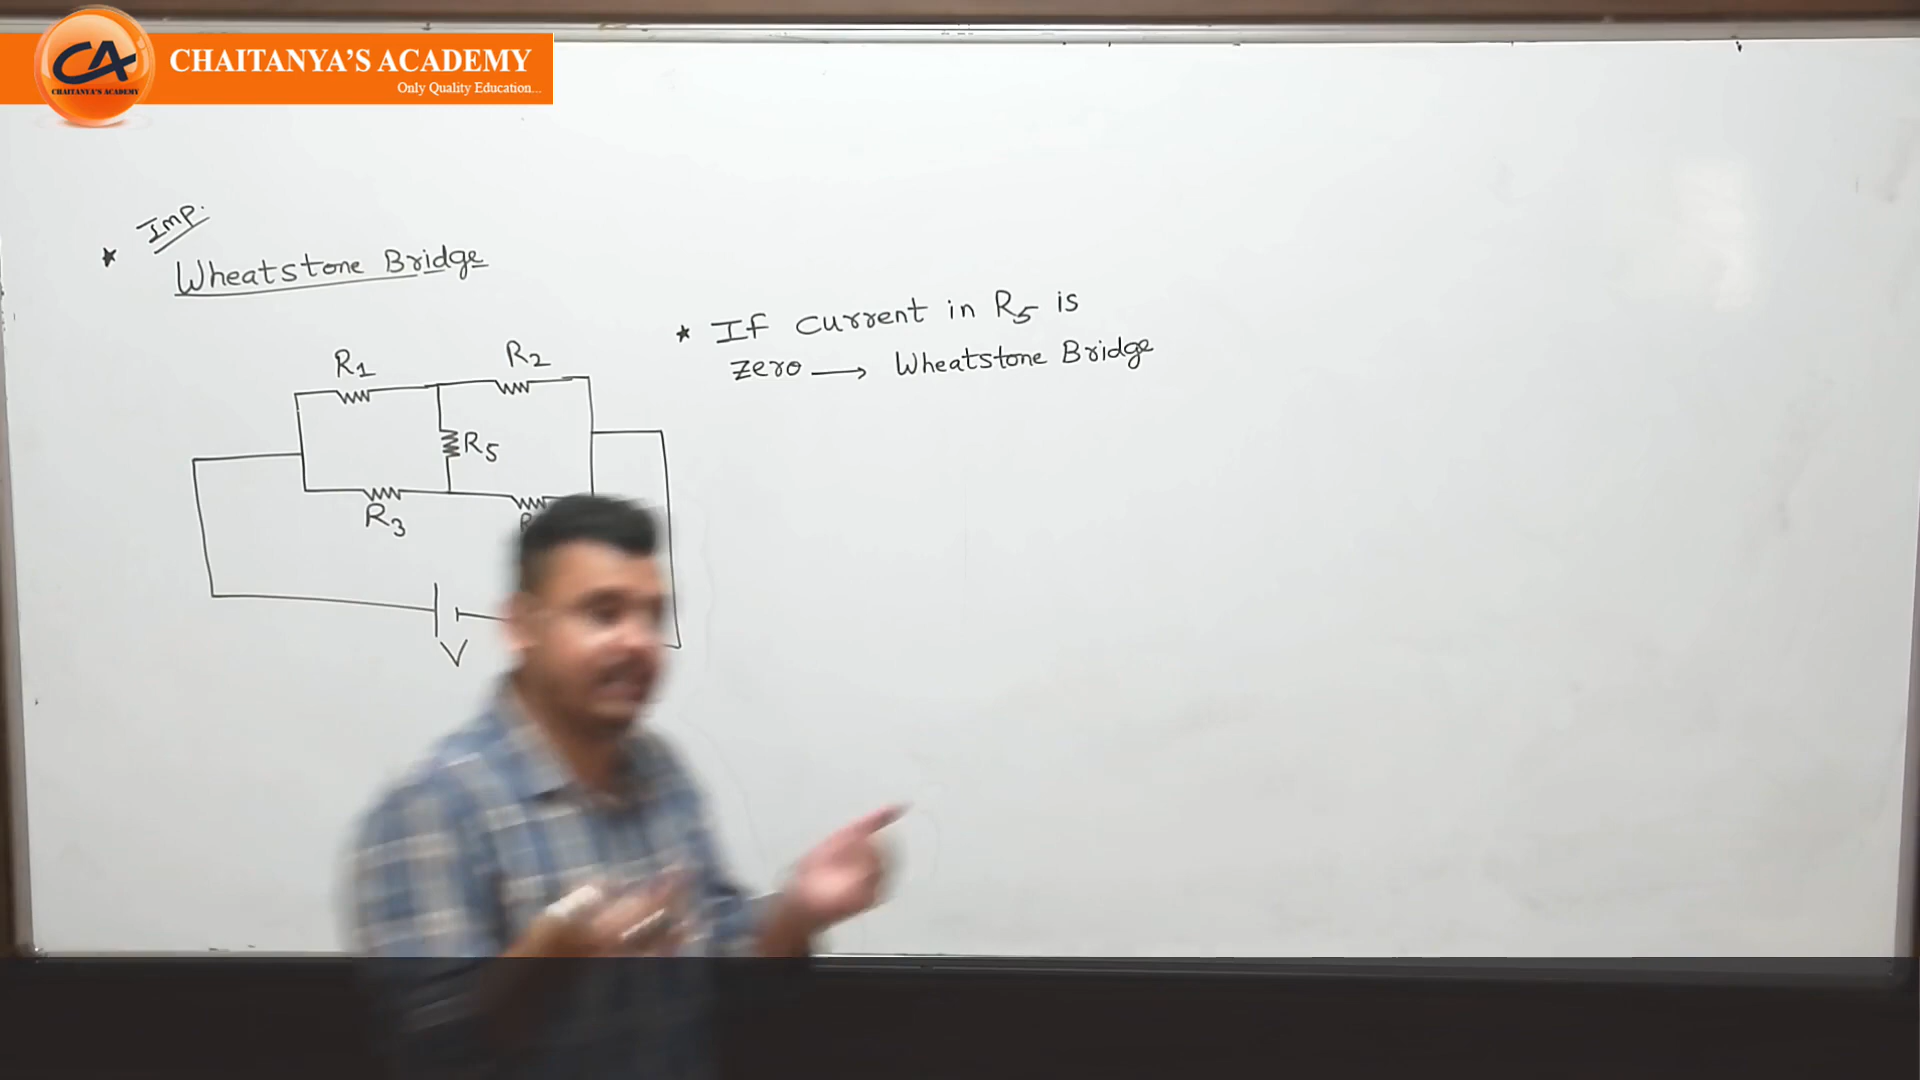 CA
CHAITANYA'S ACADEMY
CHAITANYA'S ACADEMY
Only Quality Education...
Imp.
★ Wheatstone Bridge
★ If current in R5 is
zero → Wheatstone Bridge
R1
R2
R5
R3
V